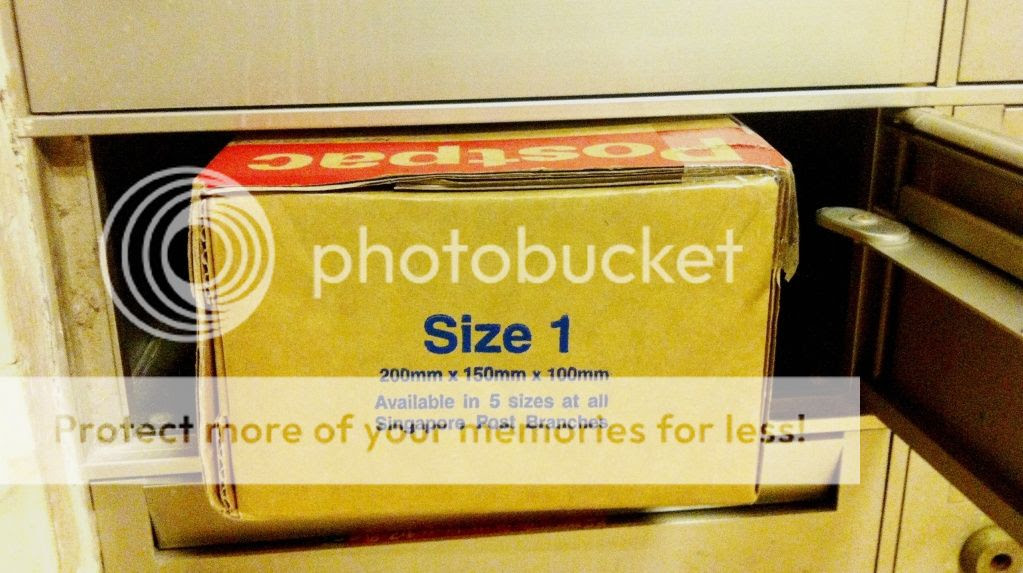 Postpac
photobucket
Size 1
200mm x 150mm x 100mm
Available in 5 sizes at all
Singapore Post Branches
Protect more of your memories for less!